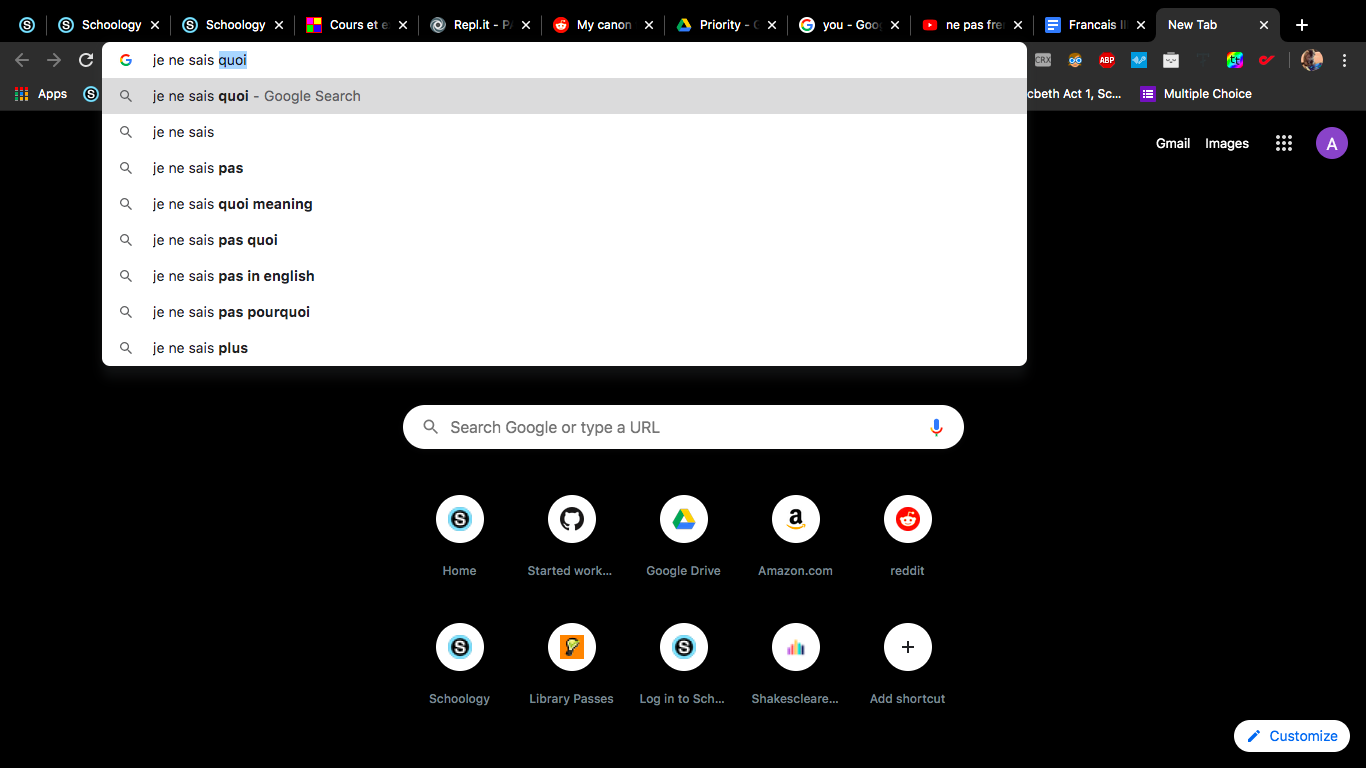 Schoology
Schoology
Cours et e
Repl.it - PA
My canon
Priority - G
you - Goog
ne pas fre
Francais II
New Tab
je ne sais quoi
CRX
ABP
Apps
je ne sais quoi - Google Search
cbeth Act 1, Sc...
Multiple Choice
je ne sais
Gmail
Images
A
je ne sais pas
je ne sais quoi meaning
je ne sais pas quoi
je ne sais pas in english
je ne sais pas pourquoi
je ne sais plus
Search Google or type a URL
Home
Started work...
Google Drive
Amazon.com
reddit
Schoology
Library Passes
Log in to Sch...
Shakescleare...
Add shortcut
Customize